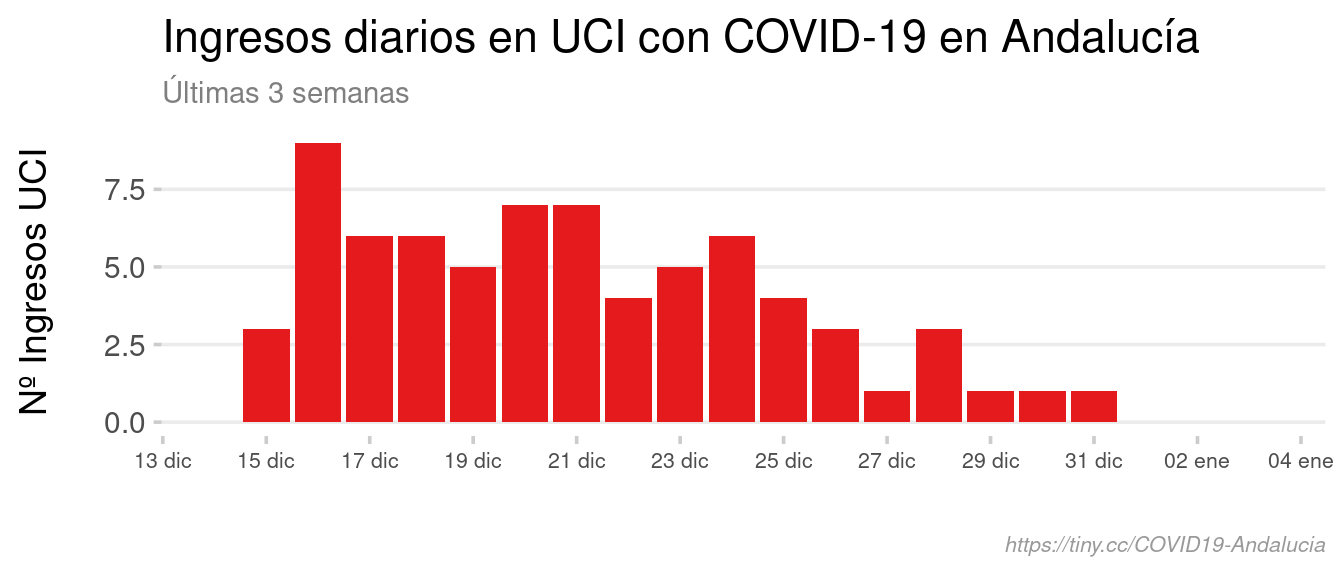 Ingresos diarios en UCI con COVID-19 en Andalucía
Últimas 3 semanas
Nº Ingresos UCI
7.5
5.0
2.5
0.0
13 dic 15 dic 17 dic 19 dic 21 dic 23 dic 25 dic 27 dic 29 dic 31 dic 02 ene 04 ene
https://tiny.cc/COVID19-Andalucia